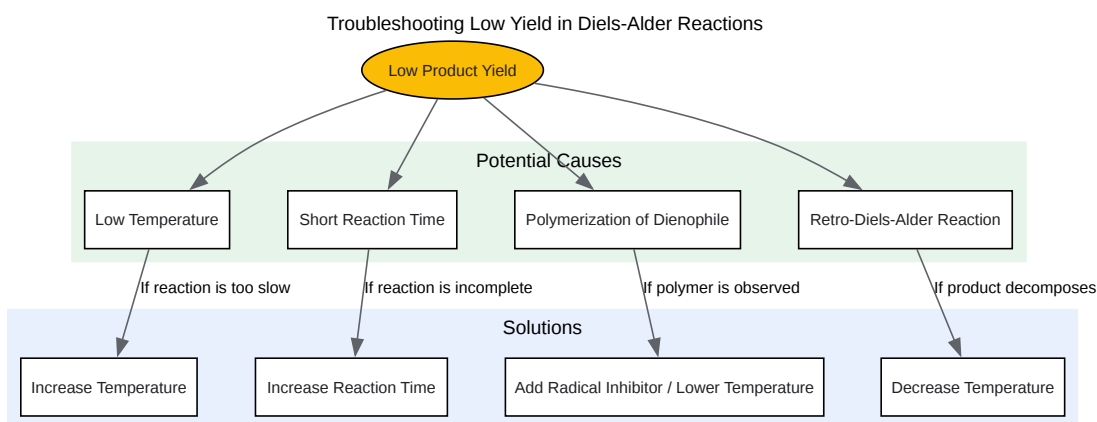 Troubleshooting Low Yield in Diels-Alder Reactions
Low Product Yield
Potential Causes
Low Temperature
Short Reaction Time
Polymerization of Dienophile
Retro-Diels-Alder Reaction
If reaction is too slow
If reaction is incomplete
If polymer is observed
If product decomposes
Solutions
Increase Temperature
Increase Reaction Time
Add Radical Inhibitor / Lower Temperature
Decrease Temperature